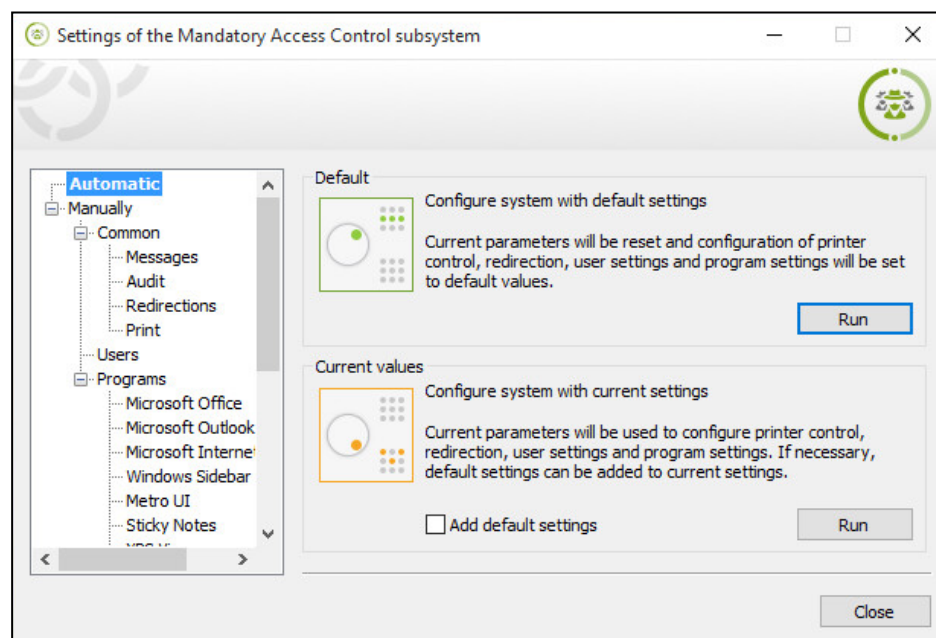 Settings of the Mandatory Access Control subsystem
Automatic
Manually
Common
Messages
Audit
Redirections
Print
Users
Programs
Microsoft Office
Microsoft Outlook
Microsoft Interne
Windows Sidebar
Metro UI
Sticky Notes
Default
Configure system with default settings
Current parameters will be reset and configuration of printer
control, redirection, user settings and program settings will be set
to default values.
Run
Current values
Configure system with current settings
Current parameters will be used to configure printer control,
redirection, user settings and program settings. If necessary,
default settings can be added to current settings.
Add default settings
Run
Close